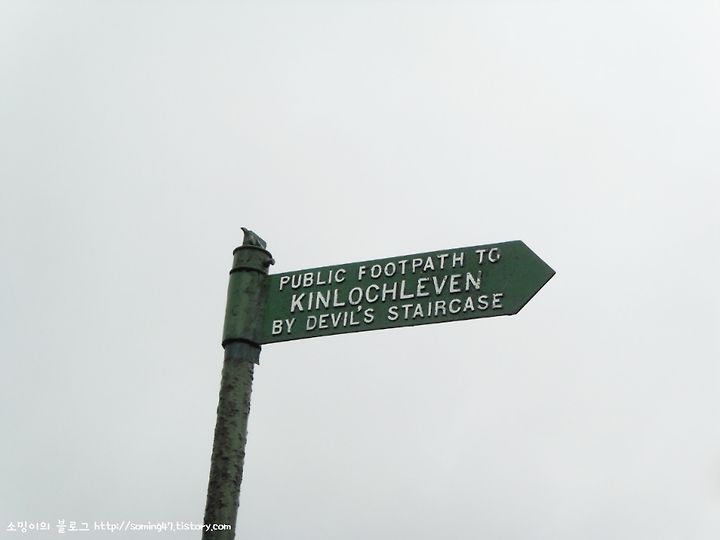 PUBLIC FOOTPATH TO
KINLOCHLEVEN
BY DEVIL'S STAIRCASE
소밍이의 블로그 http://soming47.tistory.com